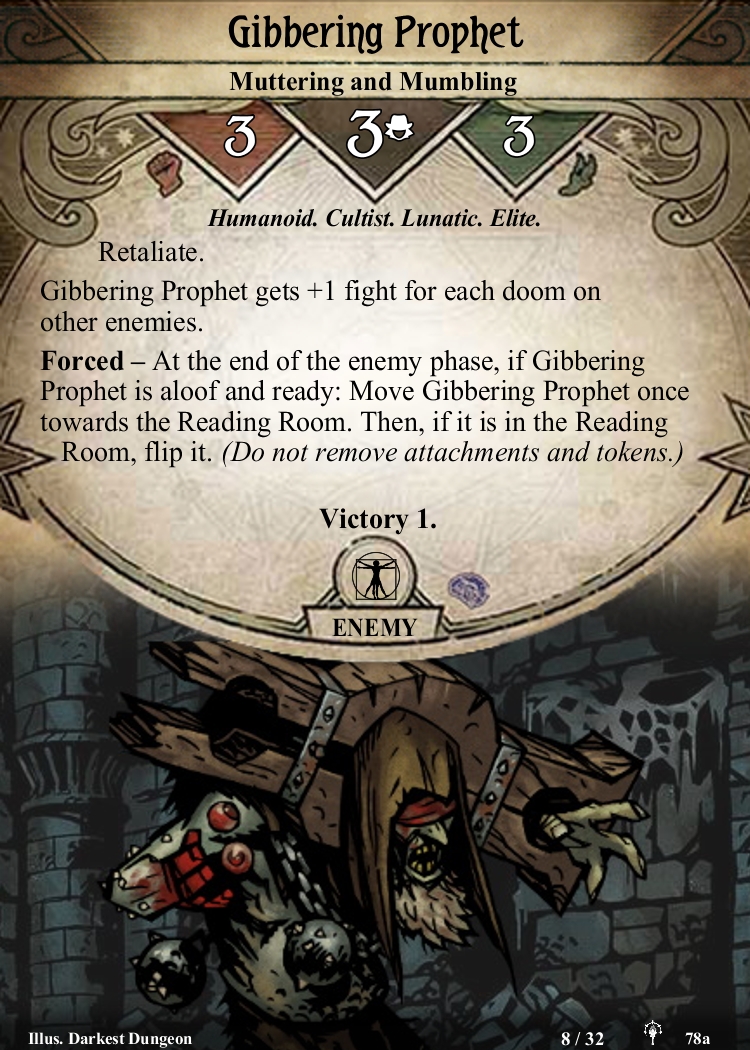 Gibbering Prophet
Muttering and Mumbling
3 3 3
Humanoid. Cultist. Lunatic. Elite.
Retaliate.
Gibbering Prophet gets +1 fight for each doom on
other enemies.
Forced – At the end of the enemy phase, if Gibbering
Prophet is aloof and ready: Move Gibbering Prophet once
towards the Reading Room. Then, if it is in the Reading
Room, flip it. (Do not remove attachments and tokens.)
Victory 1.
ENEMY
Illus. Darkest Dungeon 8 / 32 78a